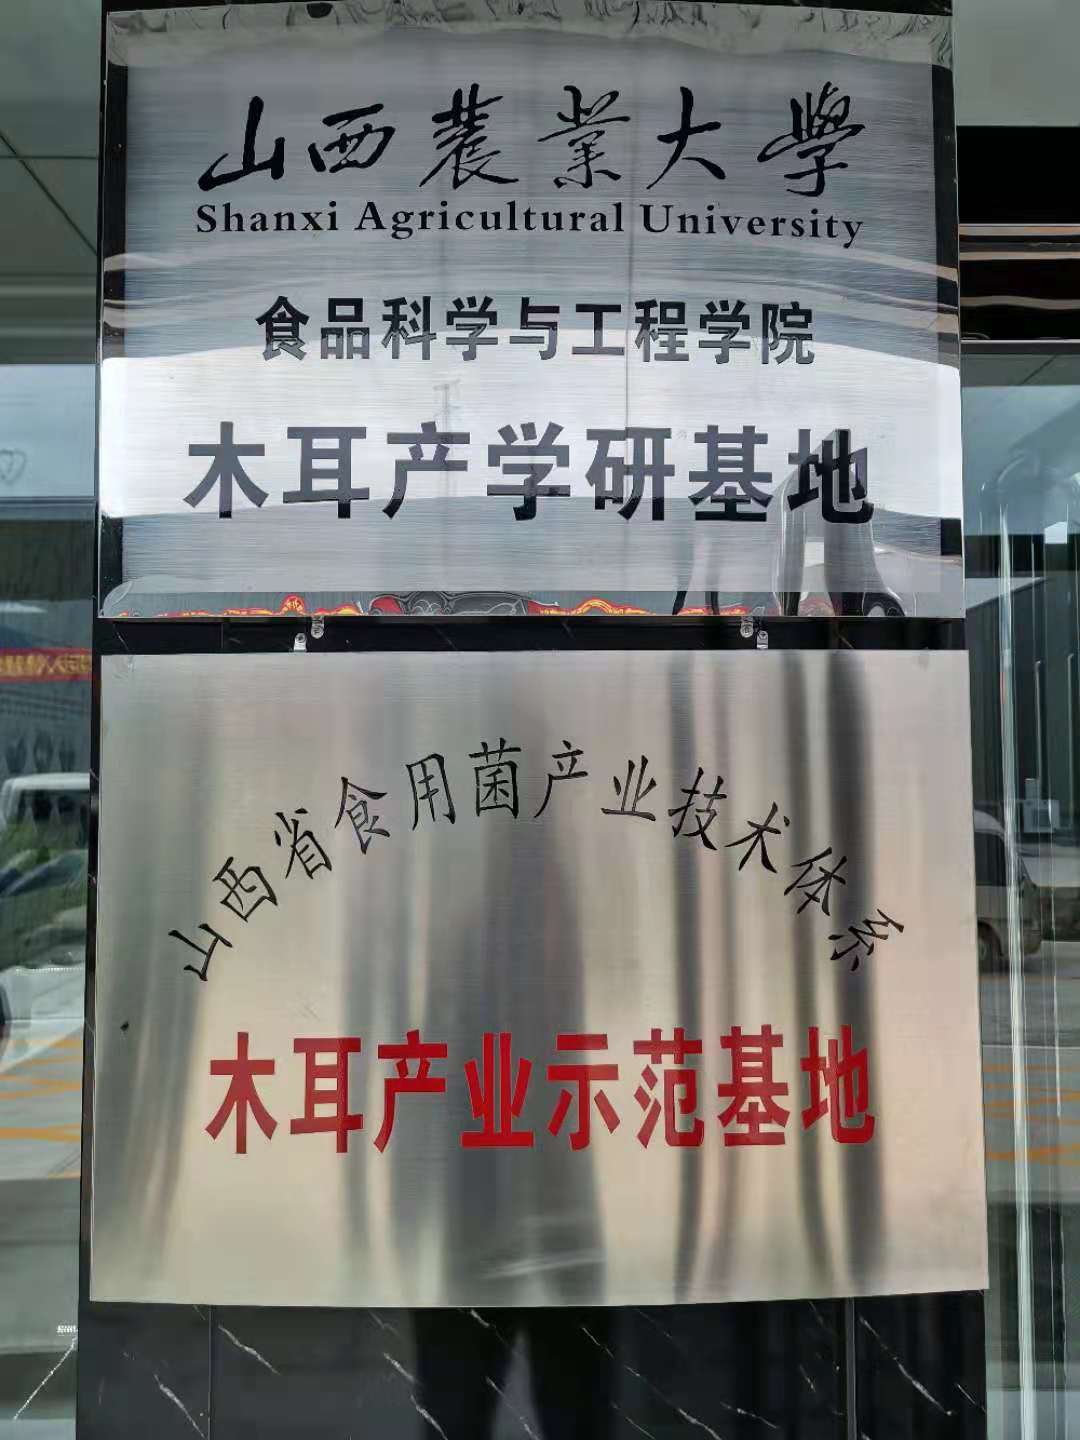 山西農業大學
Shanxi Agricultural University
食品科学与工程学院
木耳产学研基地
山西省食用菌产业技术体系
木耳产业示范基地